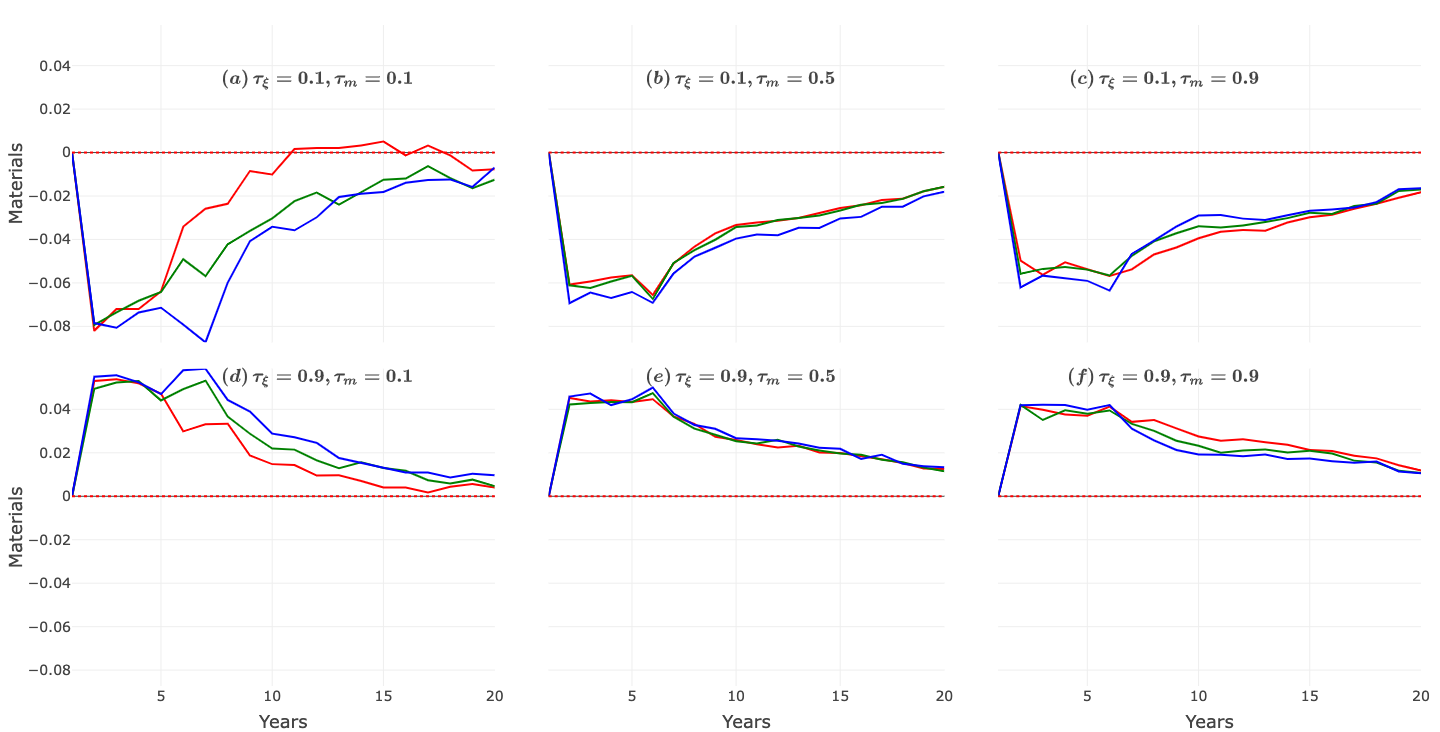 (a) τ_ξ = 0.1, τ_m = 0.1
(b) τ_ξ = 0.1, τ_m = 0.5
(c) τ_ξ = 0.1, τ_m = 0.9
Materials
0.04
0.02
0
−0.02
−0.04
−0.06
−0.08
(d) τ_ξ = 0.9, τ_m = 0.1
(e) τ_ξ = 0.9, τ_m = 0.5
(f) τ_ξ = 0.9, τ_m = 0.9
Materials
0.04
0.02
0
−0.02
−0.04
−0.06
−0.08
5 10 15 20
5 10 15 20
5 10 15 20
Years
Years
Years